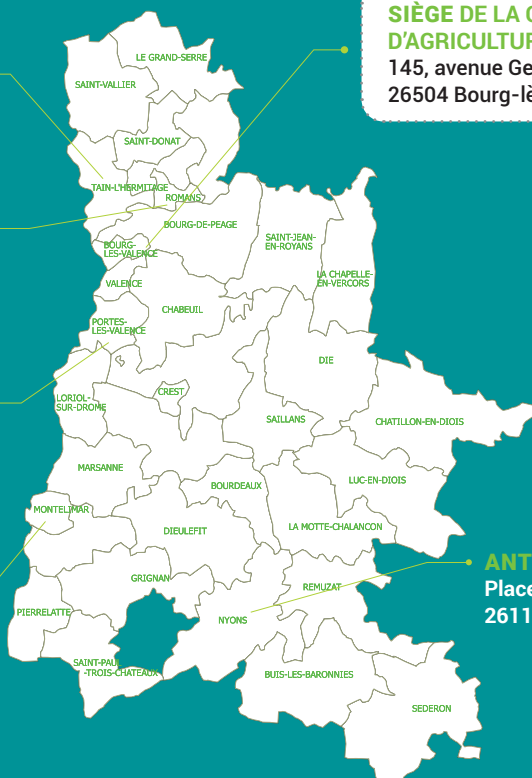 SIÈGE DE LA
D'AGRICULTUR
145, avenue Ge
26504 Bourg-lè
LE GRAND-SERRE
SAINT-VALLIER
SAINT-DONAT
TAIN-L'HERMITAGE
ROMANS
BOURG-DE-PEAGE
SAINT-JEAN-
EN-ROYANS
BOURG-
LES-VALENCE
LA CHAPELLE-
EN-VERCORS
VALENCE
CHABEUIL
PORTES-
LES-VALENCE
DIE
CREST
LORIOL-
SUR-DROME
SAILLANS
CHATILLON-EN-DIOIS
MARSANNE
LUC-EN-DIOIS
BOURDEAUX
MONTELIMAR
LA MOTTE-CHALANCON
DIEULEFIT
ANT
Place
2611
GRIGNAN
REMUZAT
PIERRELATTE
NYONS
SAINT-PAUL
-TROIS-CHATEAUX
BUIS-LES-BARONNIES
SEDERON